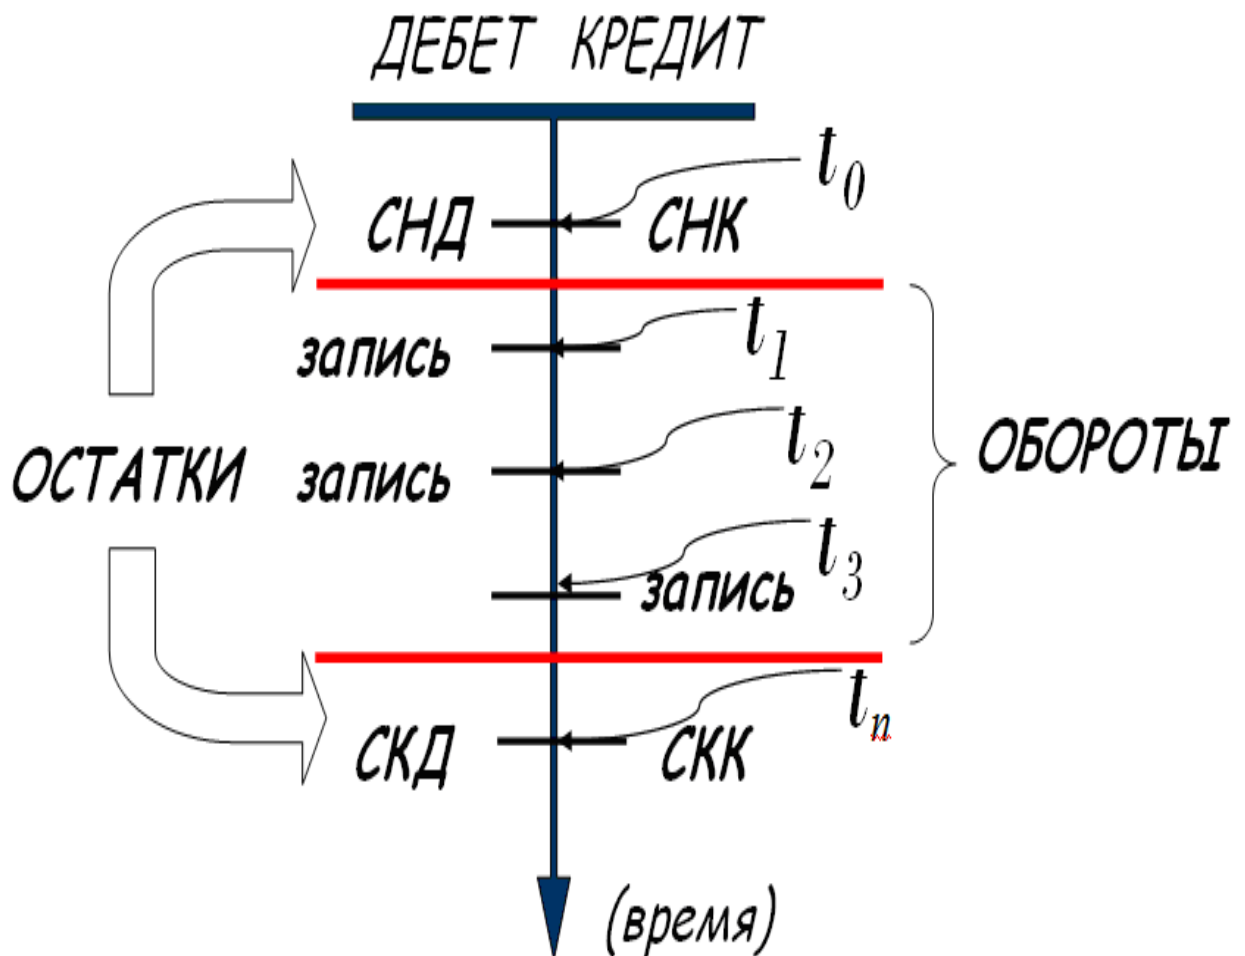 ДЕБЕТ КРЕДИТ
t0
СНД СНК
t1
запись
t2
ОСТАТКИ запись ОБОРОТЫ
t3
запись
tn
СКД СКК
(время)